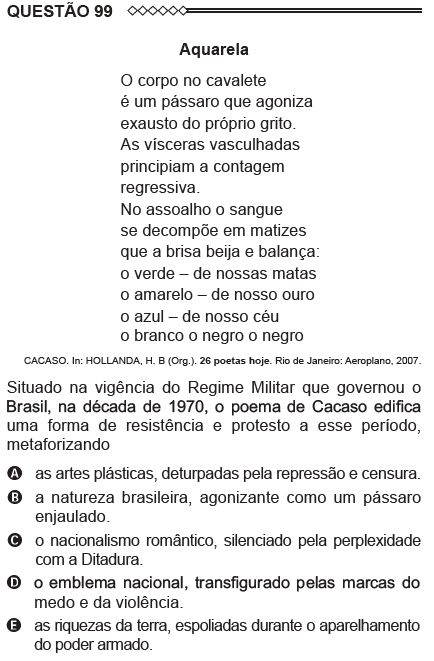 QUESTÃO 99
Aquarela
O corpo no cavalete
é um pássaro que agoniza
exausto do próprio grito.
As vísceras vasculhadas
principiam a contagem
regressiva.
No assoalho o sangue
se decompõe em matizes
que a brisa beija e balança:
o verde – de nossas matas
o amarelo – de nosso ouro
o azul – de nosso céu
o branco o negro o negro
CACASO. In: HOLLANDA, H. B (Org.). 26 poetas hoje. Rio de Janeiro: Aeroplano, 2007.
Situado na vigência do Regime Militar que governou o
Brasil, na década de 1970, o poema de Cacaso edifica
uma forma de resistência e protesto a esse período,
metaforizando
A as artes plásticas, deturpadas pela repressão e censura.
B a natureza brasileira, agonizante como um pássaro
enjaulado.
C o nacionalismo romântico, silenciado pela perplexidade
com a Ditadura.
D o emblema nacional, transfigurado pelas marcas do
medo e da violência.
E as riquezas da terra, espoliadas durante o aparelhamento
do poder armado.